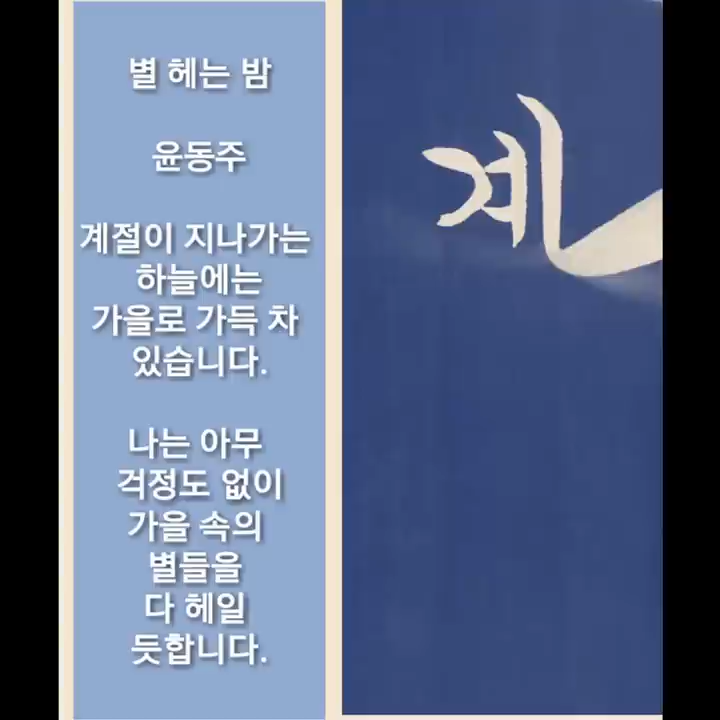 별 헤는 밤
윤동주
계절이 지나가는
하늘에는
가을로 가득 차
있습니다.
나는 아무
걱정도 없이
가을 속의
별들을
다 헤일
듯합니다.
계